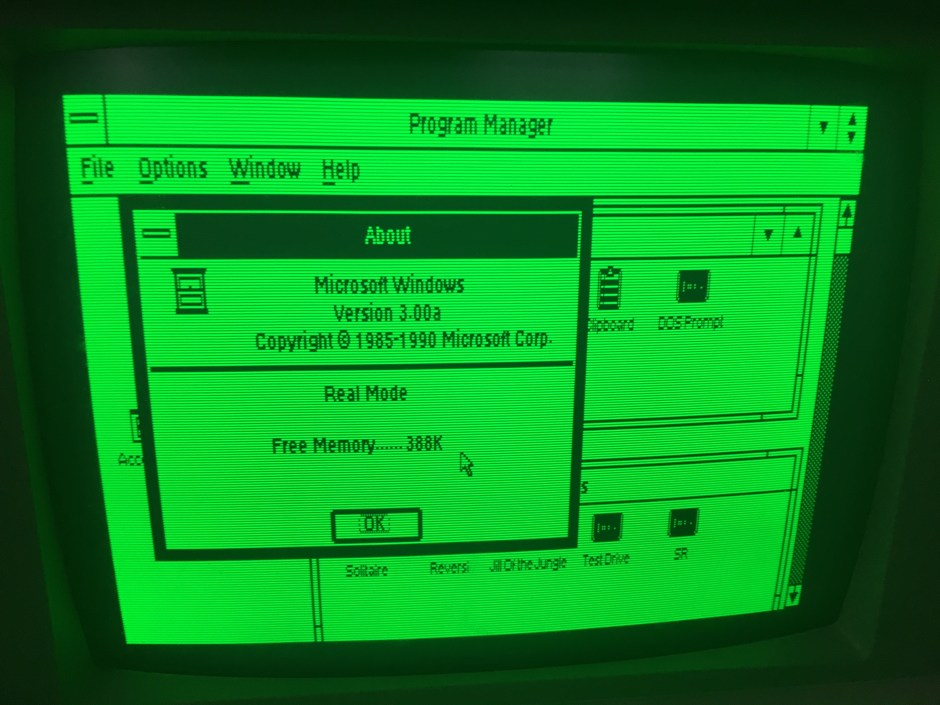 Program Manager
File Options Window Help
About
Microsoft Windows
Version 3.00a
Copyright © 1985-1990 Microsoft Corp.
Real Mode
Free Memory...... 388K
OK
Clipboard DOS Prompt
Acc
s
Solitaire Reversi Jill Of the Jungle Test Drive SR